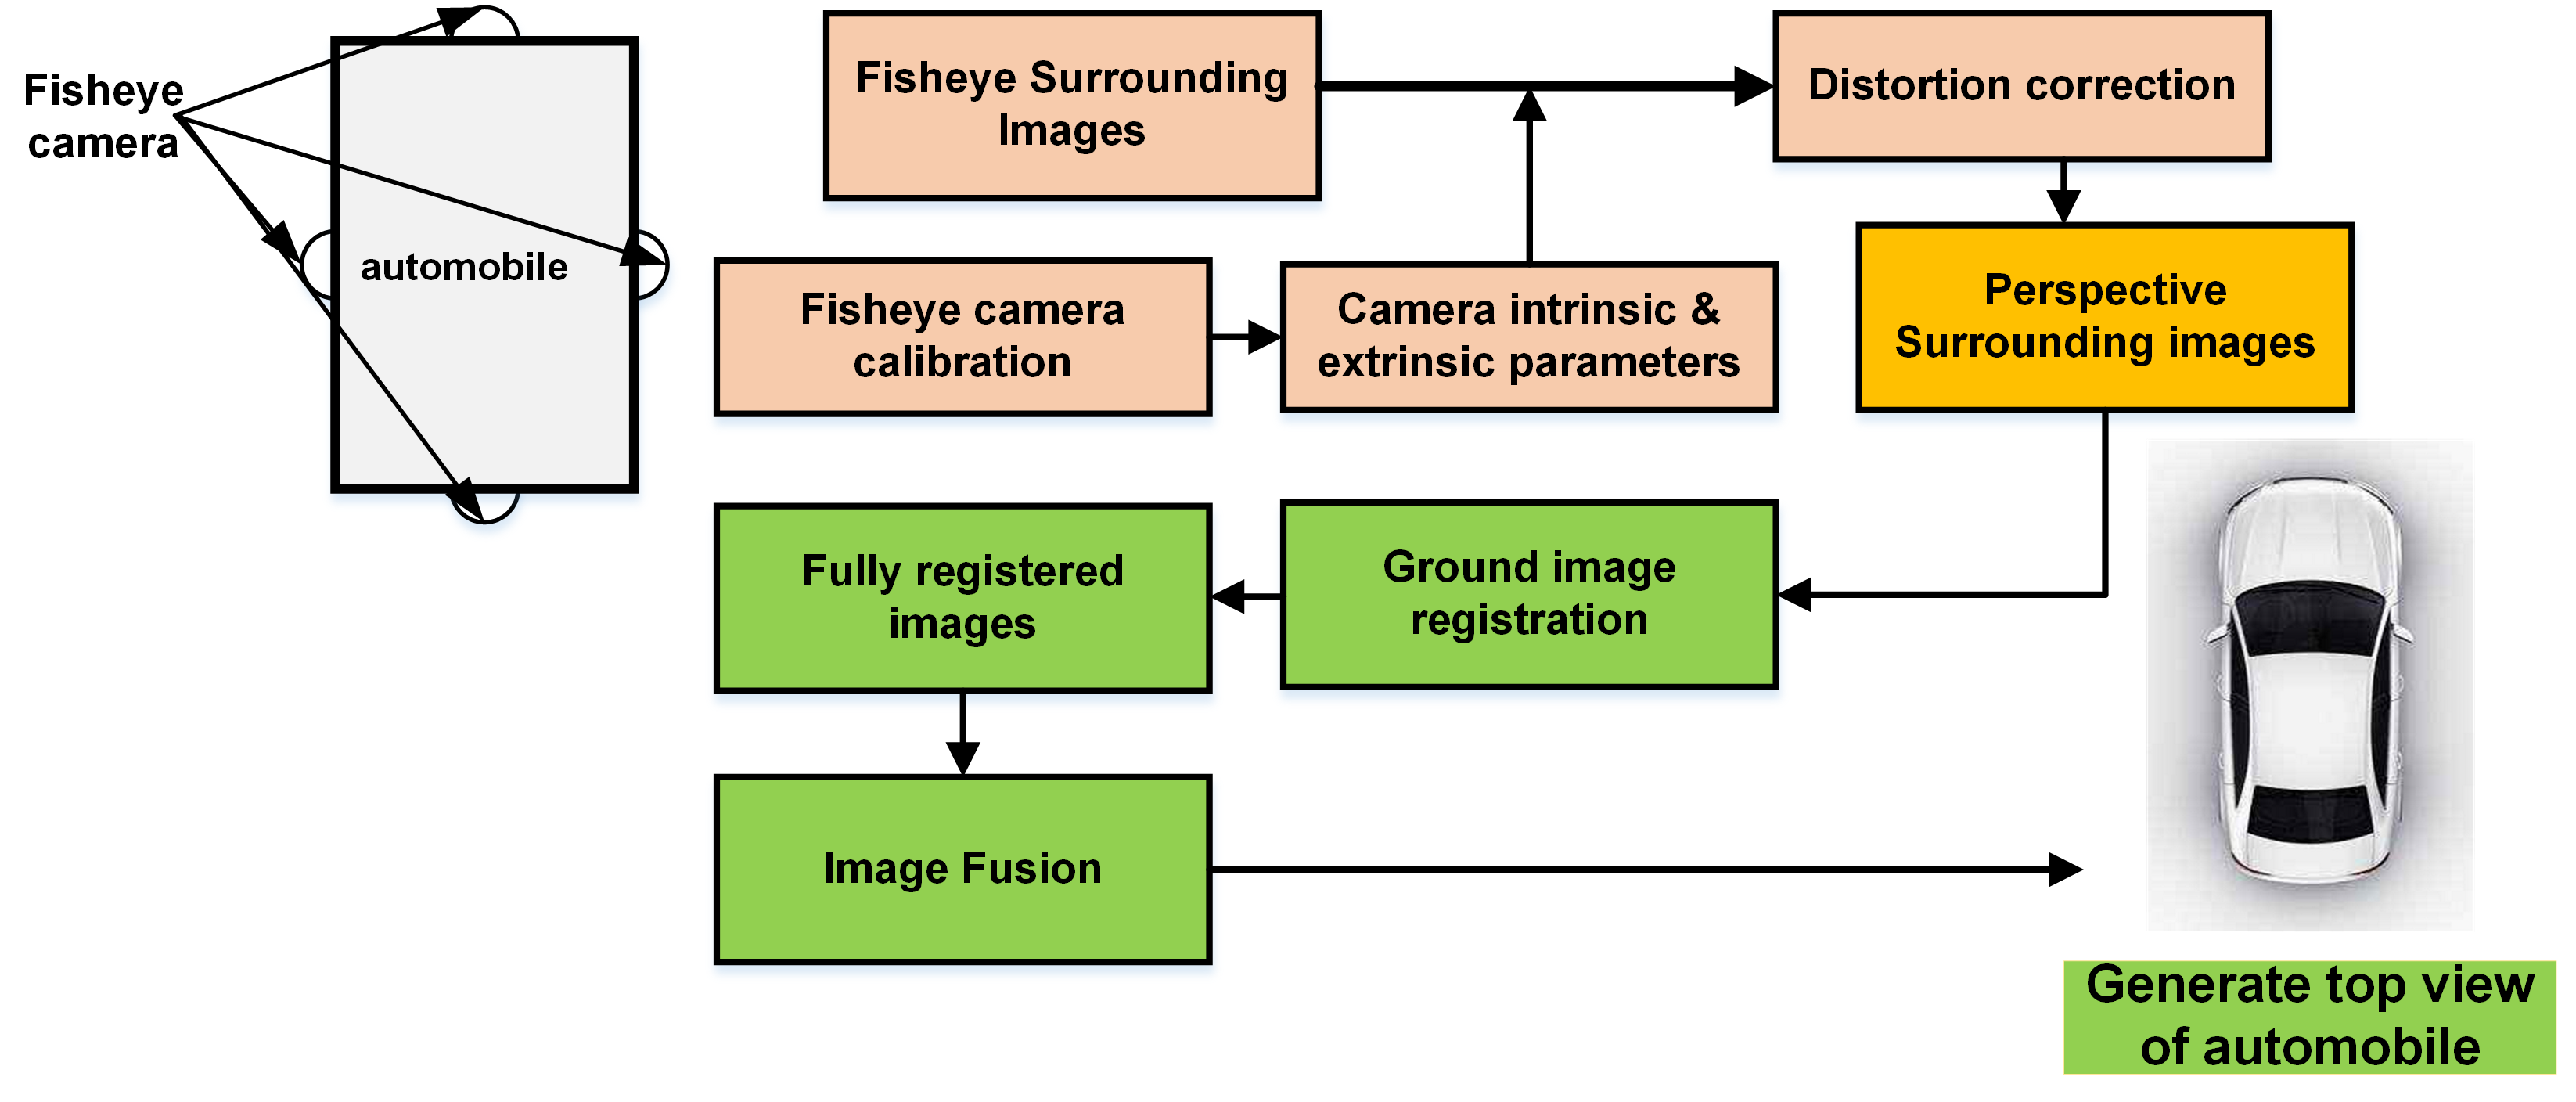 Fisheye
camera
automobile
Fisheye Surrounding
Images
Distortion correction
Fisheye camera
calibration
Camera intrinsic &
extrinsic parameters
Perspective
Surrounding images
Fully registered
images
Ground image
registration
Image Fusion
Generate top view
of automobile